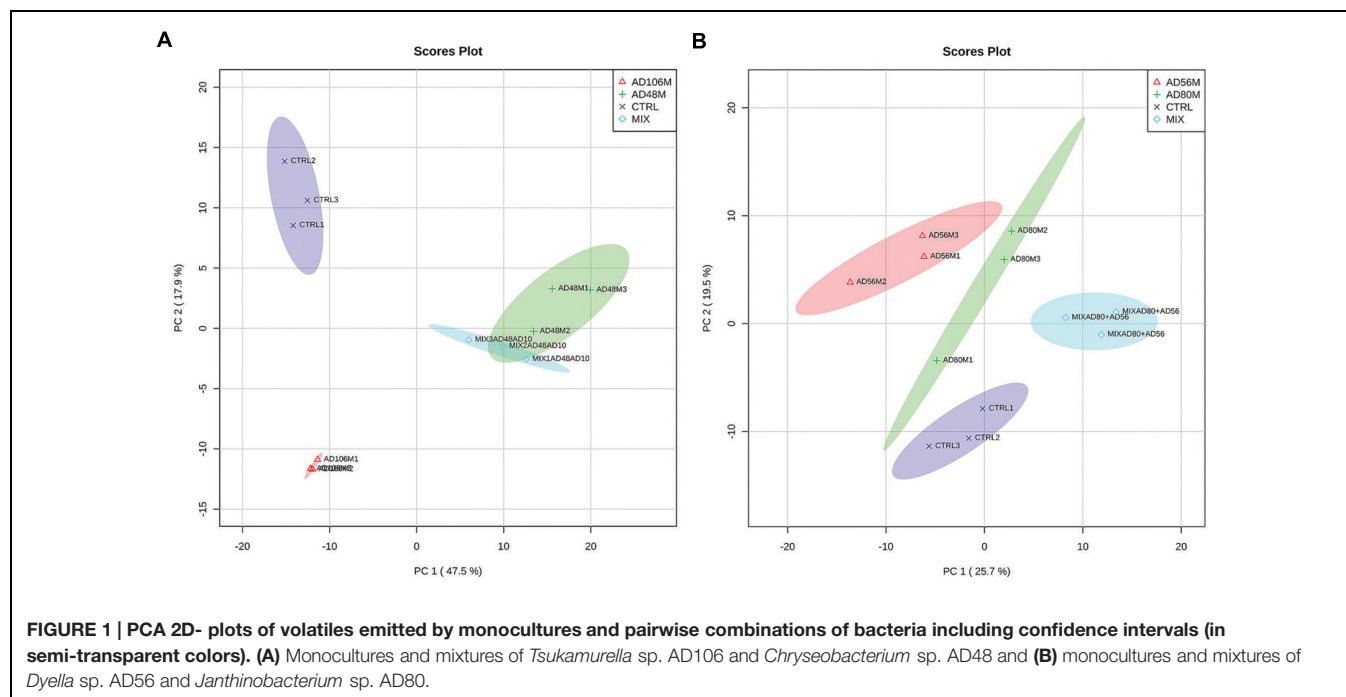 A
Scores Plot
AD106M
AD48M
CTRL
MIX
CTRL2
CTRL3
CTRL1
AD48M1
AD48M3
AD48M2
MIX3AD48AD10
MIX2AD48AD10
MIX1AD48AD10
AD106M1
PC 2 ( 17.9 %)
20
15
10
5
0
-5
-10
-15
-20
-10
0
10
20
PC 1 ( 47.5 %)
B
Scores Plot
AD56M
AD80M
CTRL
MIX
AD56M3
AD56M1
AD56M2
AD80M2
AD80M3
MIXAD80+AD56
MIXAD80+AD56
MIXAD80+AD56
AD80M1
CTRL1
CTRL2
CTRL3
PC 2 ( 19.5 %)
20
10
0
-10
-20
-10
0
10
20
PC 1 ( 25.7 %)
FIGURE 1 | PCA 2D- plots of volatiles emitted by monocultures and pairwise combinations of bacteria including confidence intervals (in
semi-transparent colors). (A) Monocultures and mixtures of Tsukamurella sp. AD106 and Chryseobacterium sp. AD48 and (B) monocultures and mixtures of
Dyella sp. AD56 and Janthinobacterium sp. AD80.